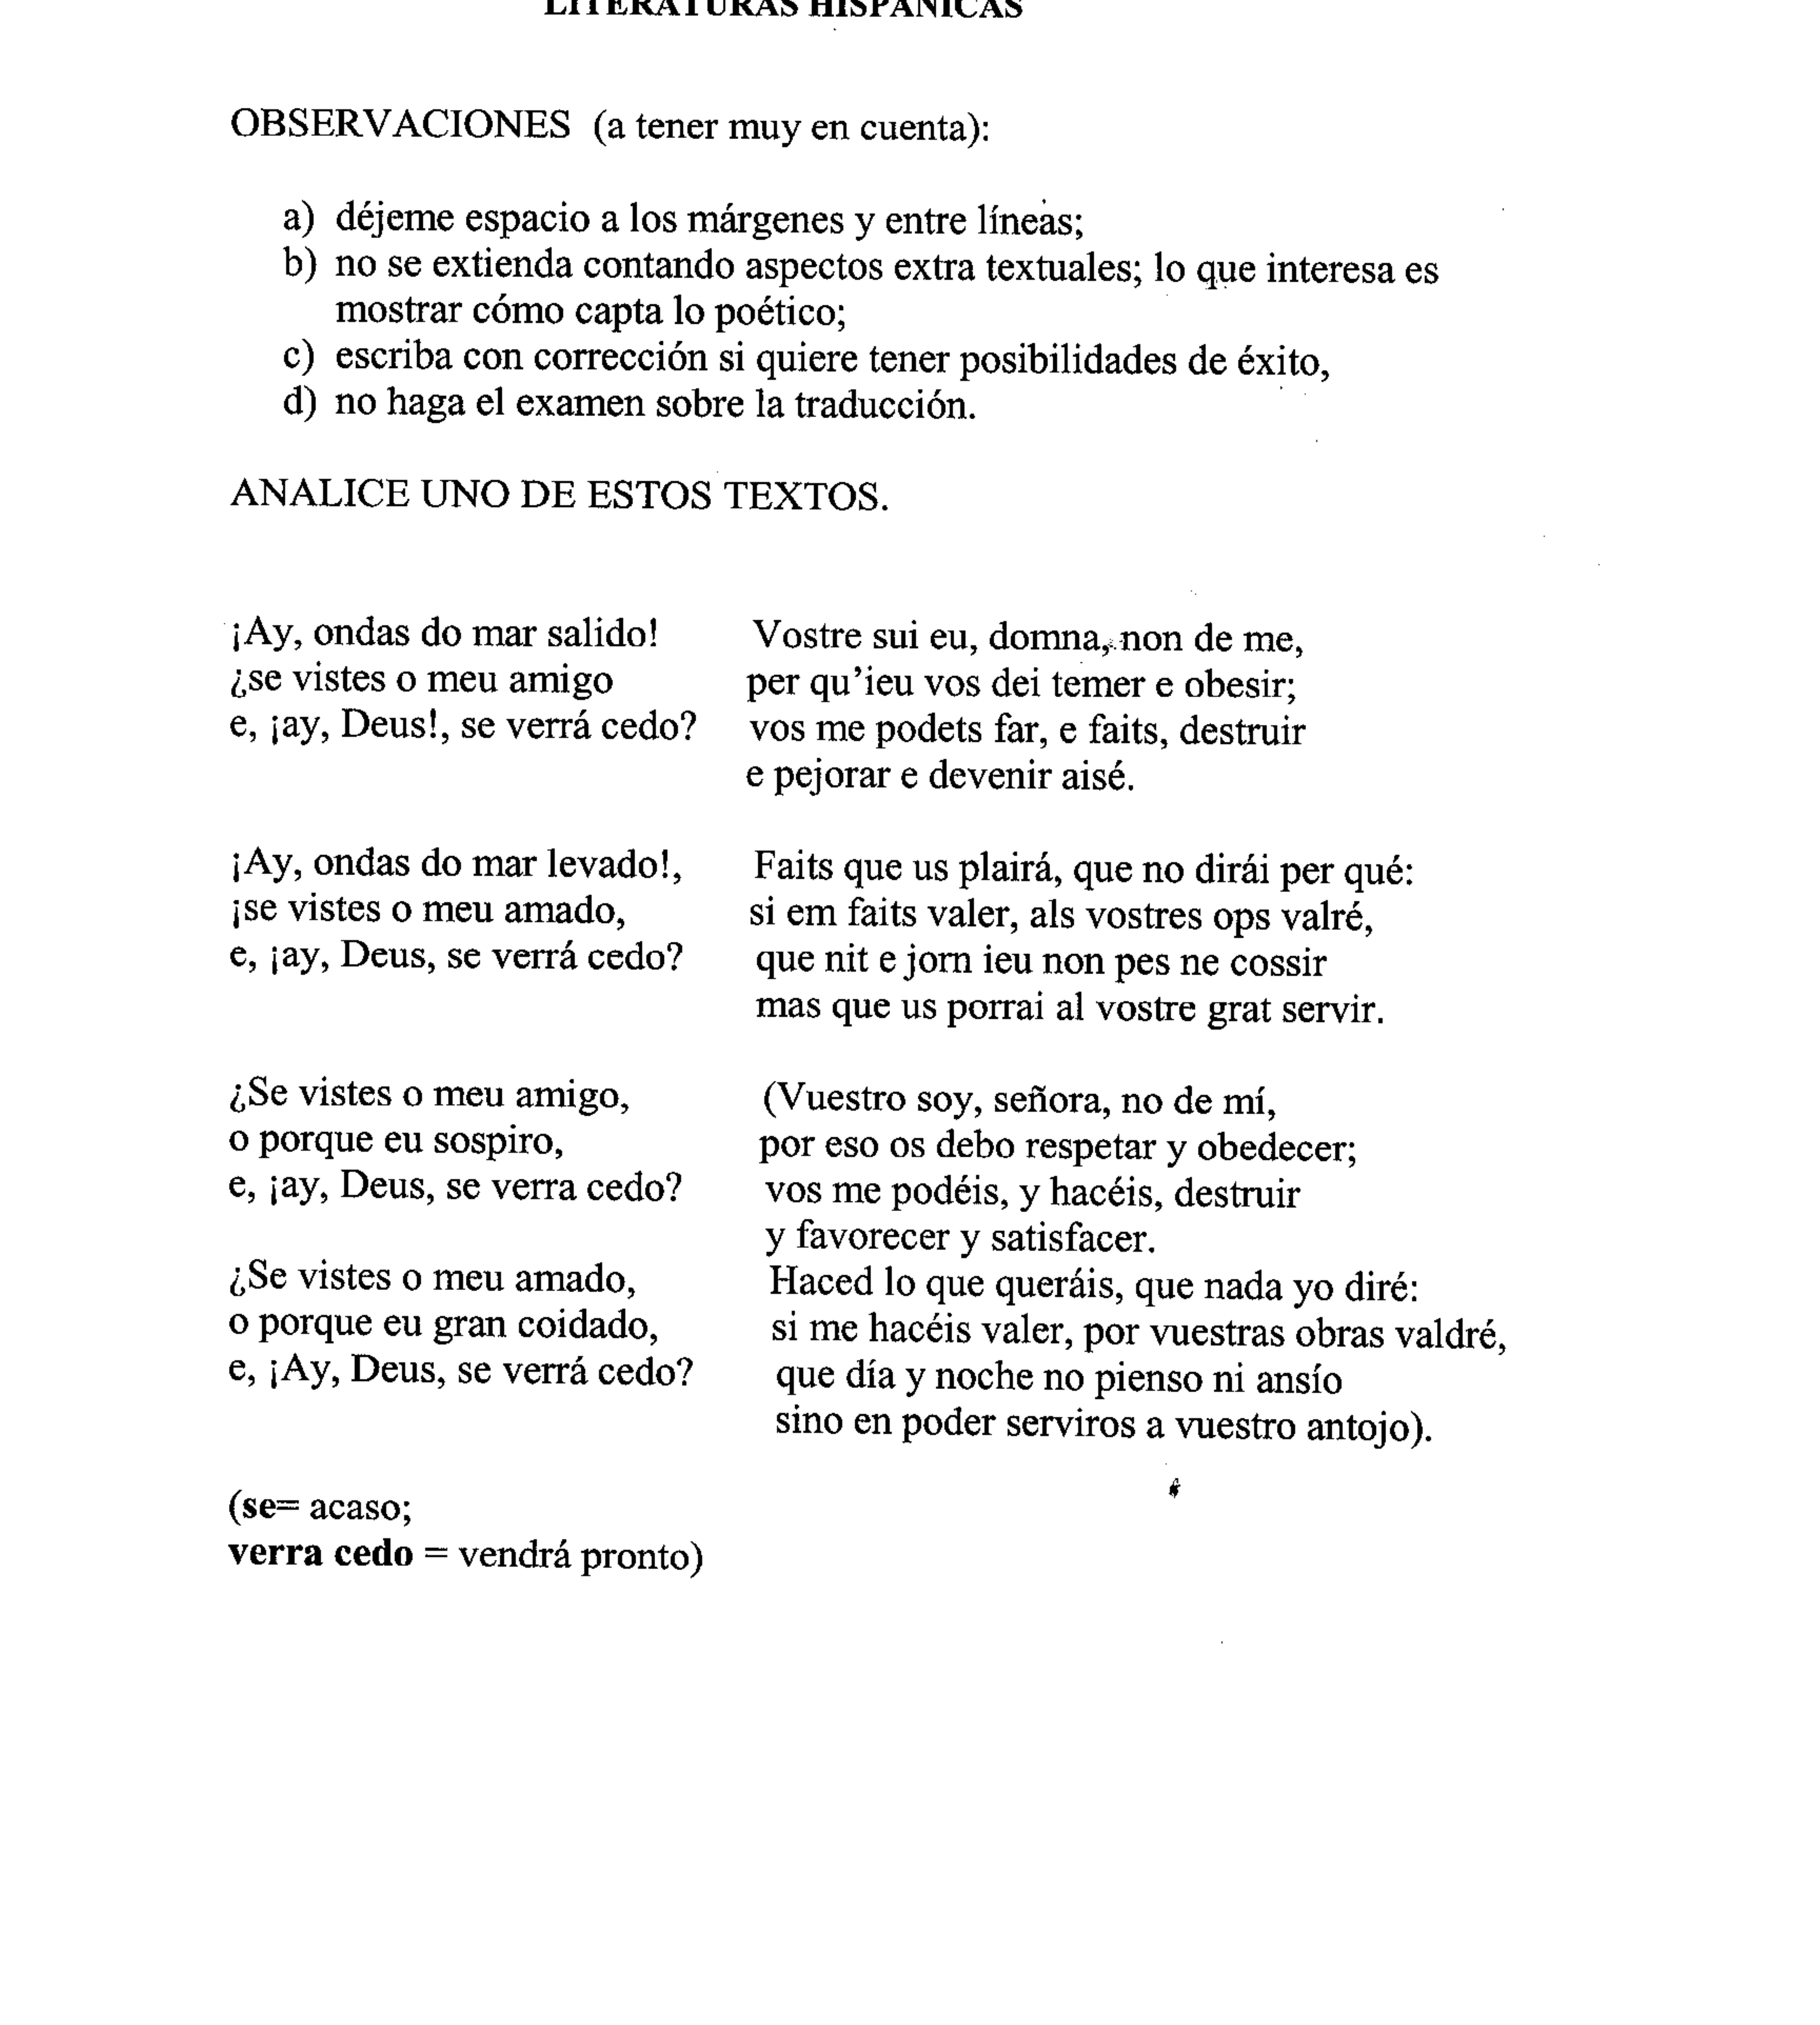 LITERATURAS HISPÁNICAS
OBSERVACIONES (a tener muy en cuenta):
a) déjeme espacio a los márgenes y entre líneas;
b) no se extienda contando aspectos extra textuales; lo que interesa es
mostrar cómo capta lo poético;
c) escriba con corrección si quiere tener posibilidades de éxito,
d) no haga el examen sobre la traducción.
ANALICE UNO DE ESTOS TEXTOS.
¡Ay, ondas do mar salido!
¿se vistes o meu amigo
e, ¡ay, Deus!, se verrá cedo?
¡Ay, ondas do mar levado!,
¡se vistes o meu amado,
e, ¡ay, Deus, se verrá cedo?
¿Se vistes o meu amigo,
o porque eu sospiro,
e, ¡ay, Deus, se verra cedo?
¿Se vistes o meu amado,
o porque eu gran coidado,
e, ¡Ay, Deus, se verrá cedo?
(se= acaso;
verra cedo = vendrá pronto)
Vostre sui eu, domna, non de me,
per qu'ieu vos dei temer e obesir;
vos me podets far, e faits, destruir
e pejorar e devenir aisé.
Faits que us plairá, que no dirái per qué:
si em faits valer, als vostres ops valré,
que nit e jorn ieu non pes ne cossir
mas que us porrai al vostre grat servir.
(Vuestro soy, señora, no de mí,
por eso os debo respetar y obedecer;
vos me podéis, y hacéis, destruir
y favorecer y satisfacer.
Haced lo que queráis, que nada yo diré:
si me hacéis valer, por vuestras obras valdré,
que día y noche no pienso ni ansío
sino en poder serviros a vuestro antojo).